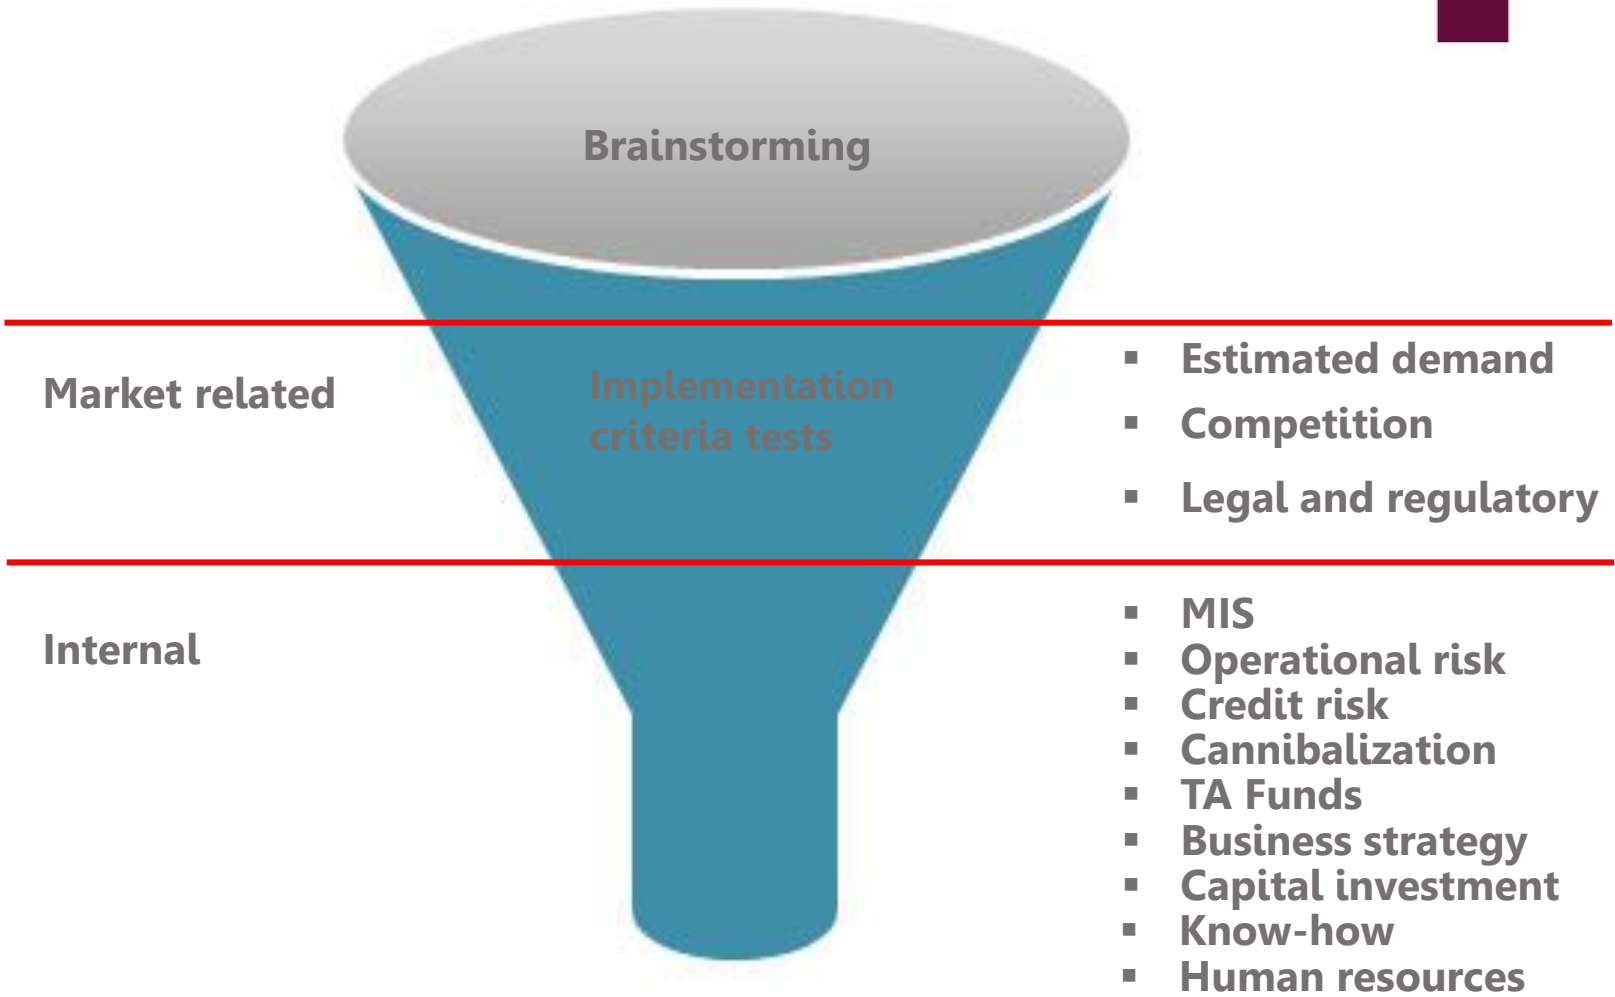 Brainstorming
Market related
Implementation
criteria tests
▪ Estimated demand
▪ Competition
▪ Legal and regulatory
Internal
▪ MIS
▪ Operational risk
▪ Credit risk
▪ Cannibalization
▪ TA Funds
▪ Business strategy
▪ Capital investment
▪ Know-how
▪ Human resources